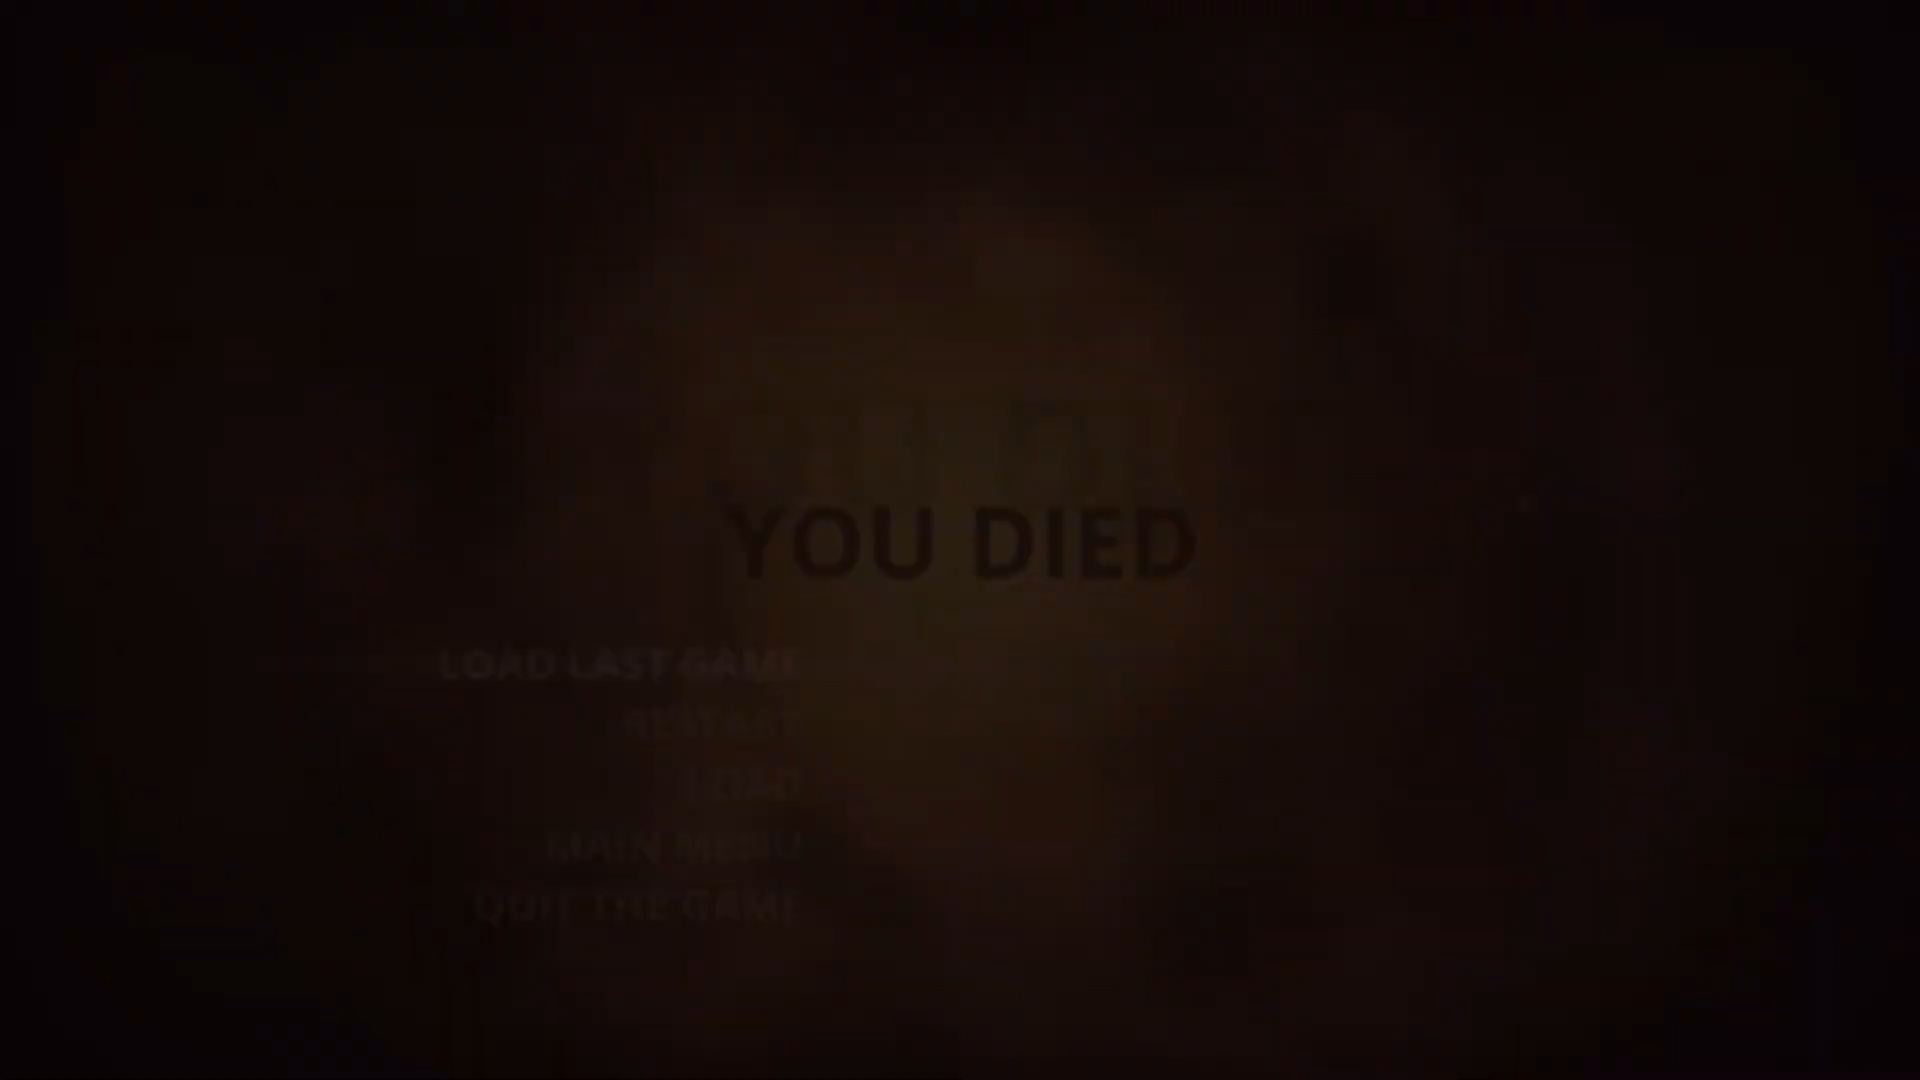 YOU DIED
LOAD LAST GAME
RESTART
LOAD
MAIN MENU
QUIT THE GAME